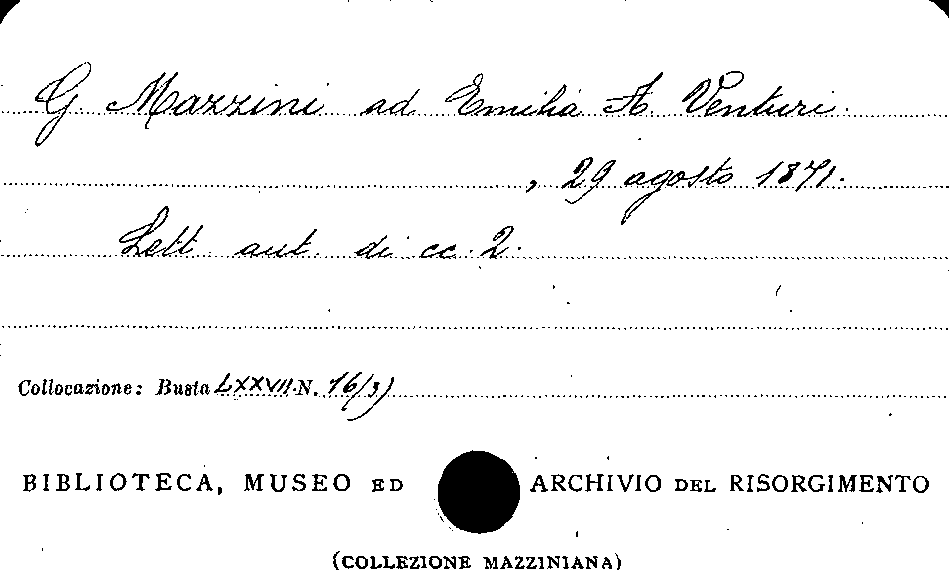 G. Mazzini ad Emilia A. Venturi.
, 29 agosto 1871.
Lett. aut. di cc. 2.
Collocazione: Busta LXXVII. N. 16/3)
BIBLIOTECA, MUSEO ED ARCHIVIO DEL RISORGIMENTO
(COLLEZIONE MAZZINIANA)